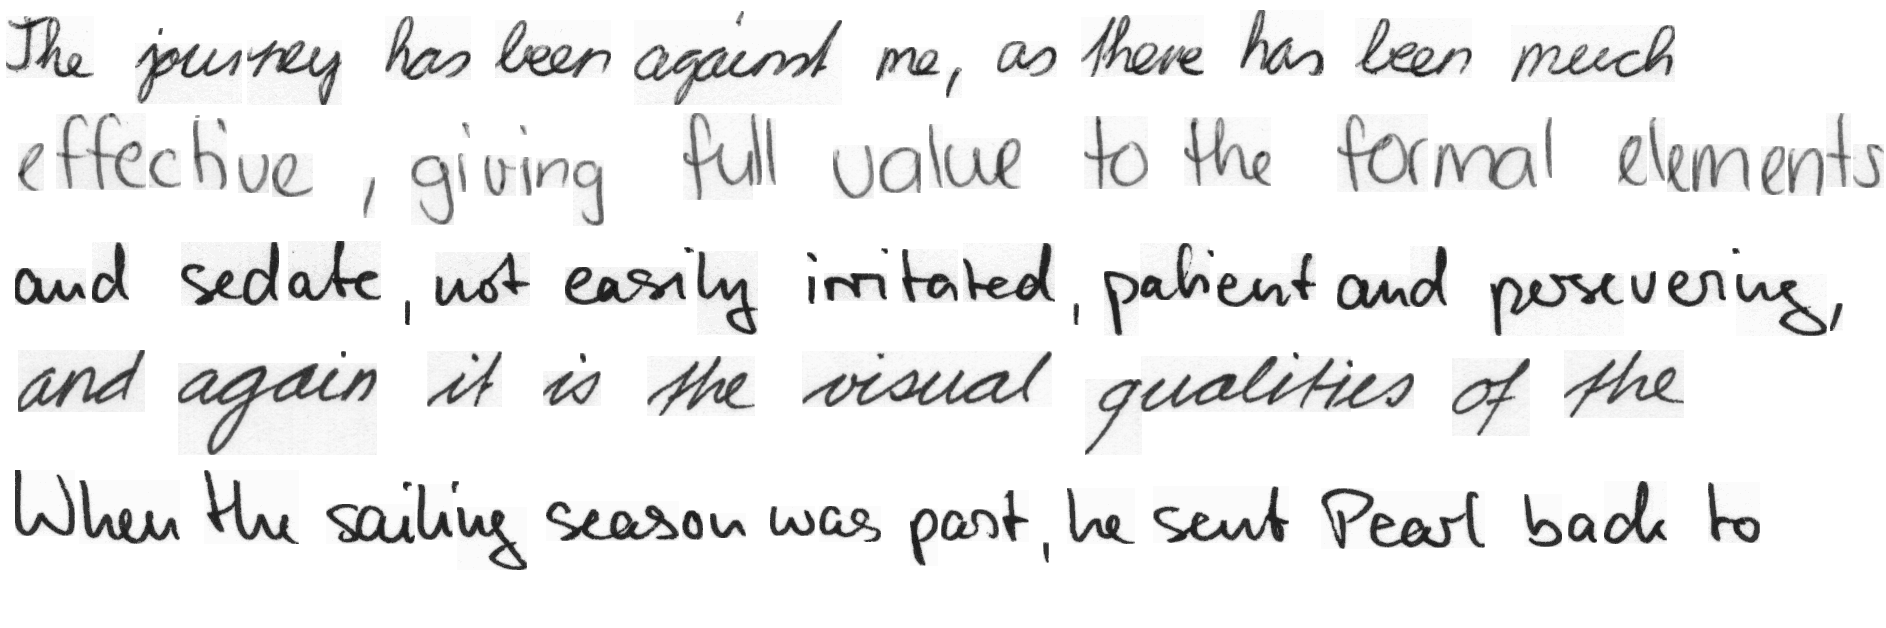 The journey has been against me, as there has been much
effective, giving full value to the formal elements
and sedate, not easily irritated, patient and persevering,
and again it is the visual qualities of the
When the sailing season was past, he sent Pearl back to